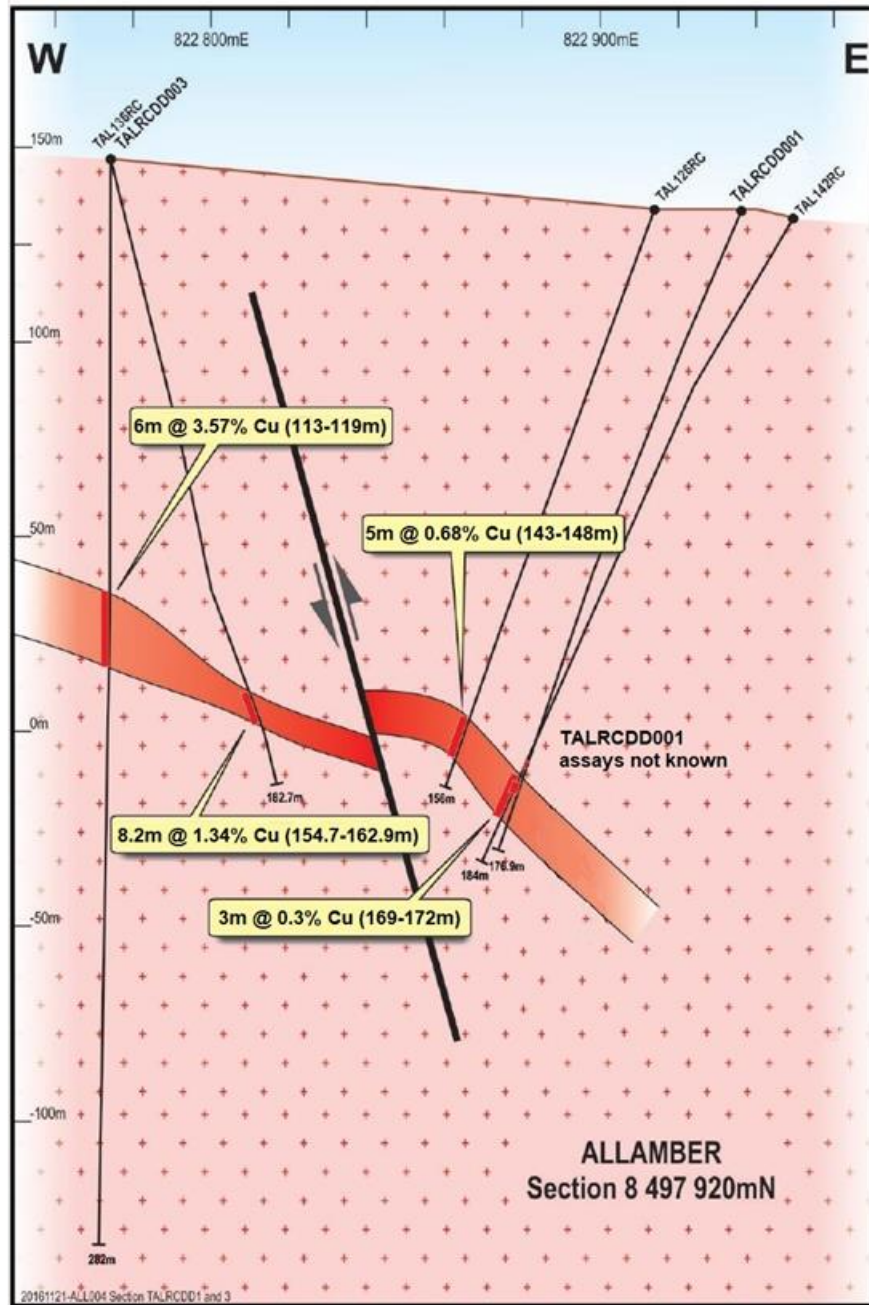 822 800mE
822 900mE
W
E
TAL136RC
TALRCDD003
TAL126RC
TALRCDD001
TAL142RC
150m
100m
6m @ 3.57% Cu (113-119m)
50m
5m @ 0.68% Cu (143-148m)
0m
TALRCDD001
assays not known
182.7m
156m
8.2m @ 1.34% Cu (154.7-162.9m)
184m
176.9m
3m @ 0.3% Cu (169-172m)
-50m
-100m
ALLAMBER
Section 8 497 920mN
282m
20161121-ALL004 Section TALRCDD1 and 3